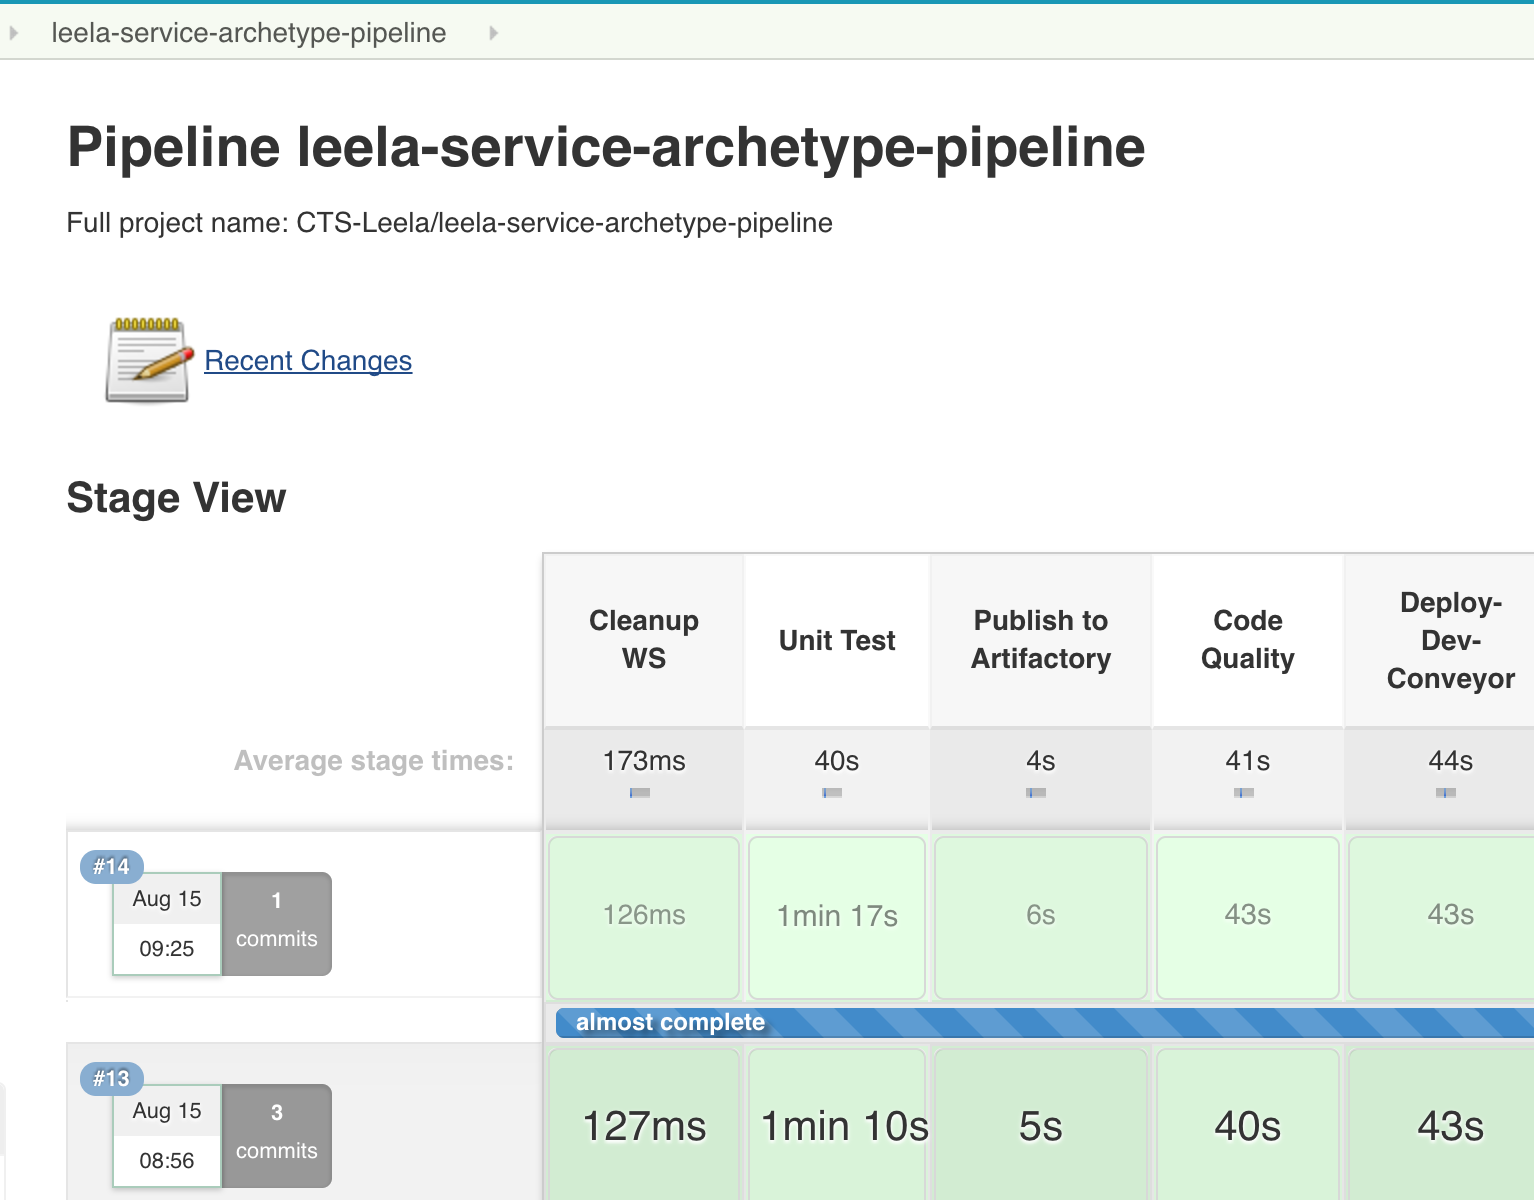 leela-service-archetype-pipeline
Pipeline leela-service-archetype-pipeline
Full project name: CTS-Leela/leela-service-archetype-pipeline
Recent Changes
Stage View
Cleanup
WS
Unit Test
Publish to
Artifactory
Code
Quality
Deploy-
Dev-
Conveyor
Average stage times:
173ms
40s
4s
41s
44s
#14
Aug 15
09:25
1
commits
126ms
1min 17s
6s
43s
43s
almost complete
#13
Aug 15
08:56
3
commits
127ms
1min 10s
5s
40s
43s